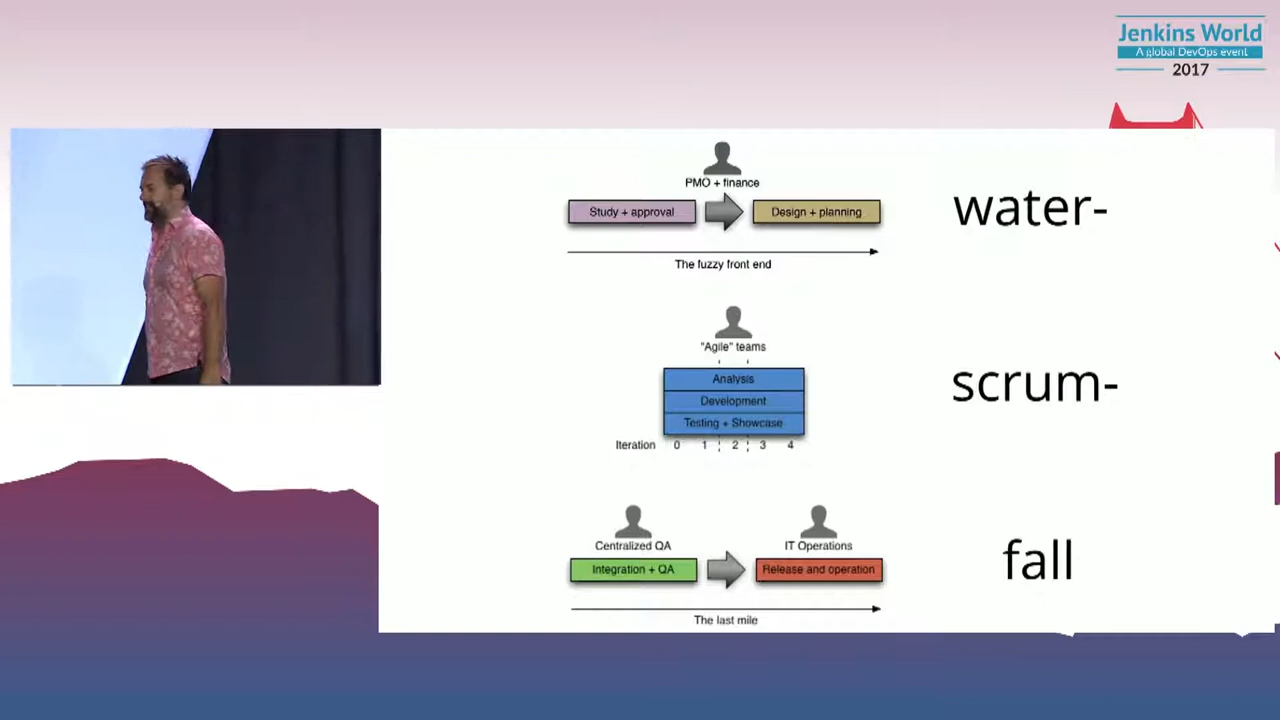 Jenkins World
A global DevOps event
2017
PMO + finance
Study + approval
Design + planning
water-
The fuzzy front end
"Agile" teams
Analysis
Development
Testing + Showcase
scrum-
Iteration 0 1 2 3 4
Centralized QA
IT Operations
Integration + QA
Release and operation
fall
The last mile